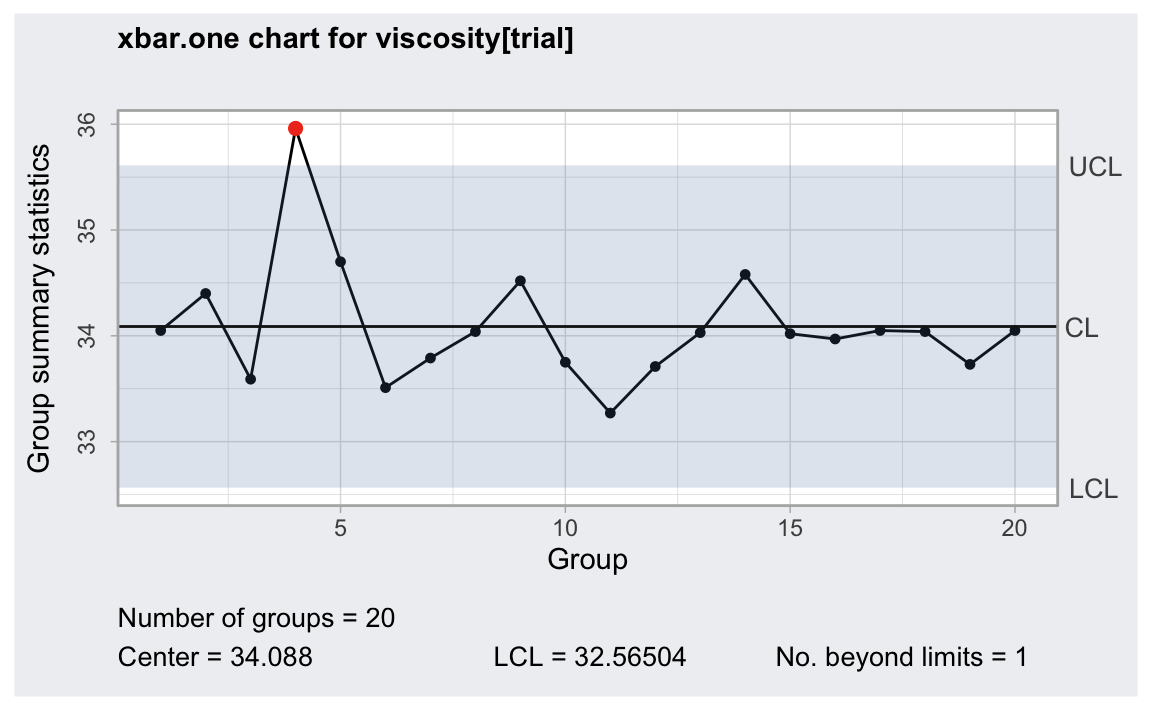 xbar.one chart for viscosity[trial]
Group summary statistics
36
35
34
33
UCL
CL
LCL
5 10 15 20
Group
Number of groups = 20
Center = 34.088 LCL = 32.56504 No. beyond limits = 1